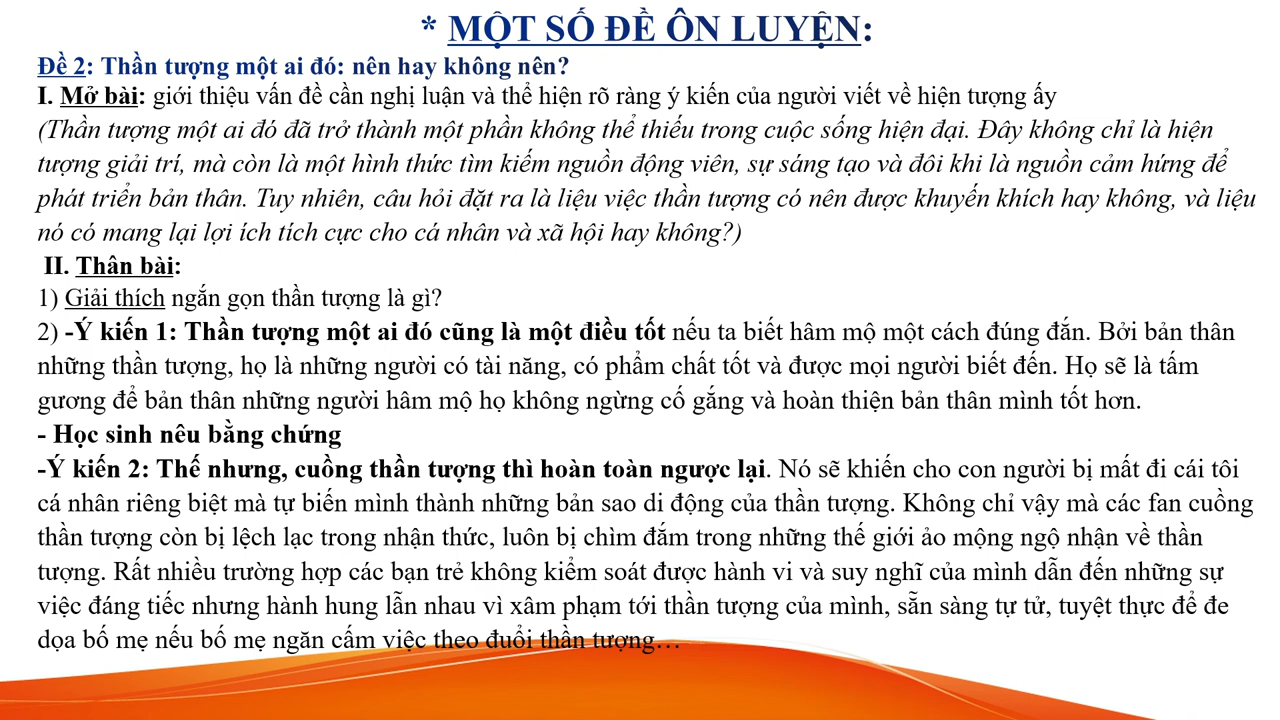 * MỘT SỐ ĐỀ ÔN LUYỆN:
Đề 2: Thần tượng một ai đó: nên hay không nên?
I. Mở bài: giới thiệu vấn đề cần nghị luận và thể hiện rõ ràng ý kiến của người viết về hiện tượng ấy
(Thần tượng một ai đó đã trở thành một phần không thể thiếu trong cuộc sống hiện đại. Đây không chỉ là hiện
tượng giải trí, mà còn là một hình thức tìm kiếm nguồn động viên, sự sáng tạo và đôi khi là nguồn cảm hứng để
phát triển bản thân. Tuy nhiên, câu hỏi đặt ra là liệu việc thần tượng có nên được khuyến khích hay không, và liệu
nó có mang lại lợi ích tích cực cho cá nhân và xã hội hay không?)
II. Thân bài:
1) Giải thích ngắn gọn thần tượng là gì?
2) -Ý kiến 1: Thần tượng một ai đó cũng là một điều tốt nếu ta biết hâm mộ một cách đúng đắn. Bởi bản thân
những thần tượng, họ là những người có tài năng, có phẩm chất tốt và được mọi người biết đến. Họ sẽ là tấm
gương để bản thân những người hâm mộ họ không ngừng cố gắng và hoàn thiện bản thân mình tốt hơn.
- Học sinh nêu bằng chứng
-Ý kiến 2: Thế nhưng, cuồng thần tượng thì hoàn toàn ngược lại. Nó sẽ khiến cho con người bị mất đi cái tôi
cá nhân riêng biệt mà tự biến mình thành những bản sao di động của thần tượng. Không chỉ vậy mà các fan cuồng
thần tượng còn bị lệch lạc trong nhận thức, luôn bị chìm đắm trong những thế giới ảo mộng ngộ nhận về thần
tượng. Rất nhiều trường hợp các bạn trẻ không kiểm soát được hành vi và suy nghĩ của mình dẫn đến những sự
việc đáng tiếc nhưng hành hung lẫn nhau vì xâm phạm tới thần tượng của mình, sẵn sàng tự tử, tuyệt thực để đe
dọa bố mẹ nếu bố mẹ ngăn cấm việc theo đuổi thần tượng…